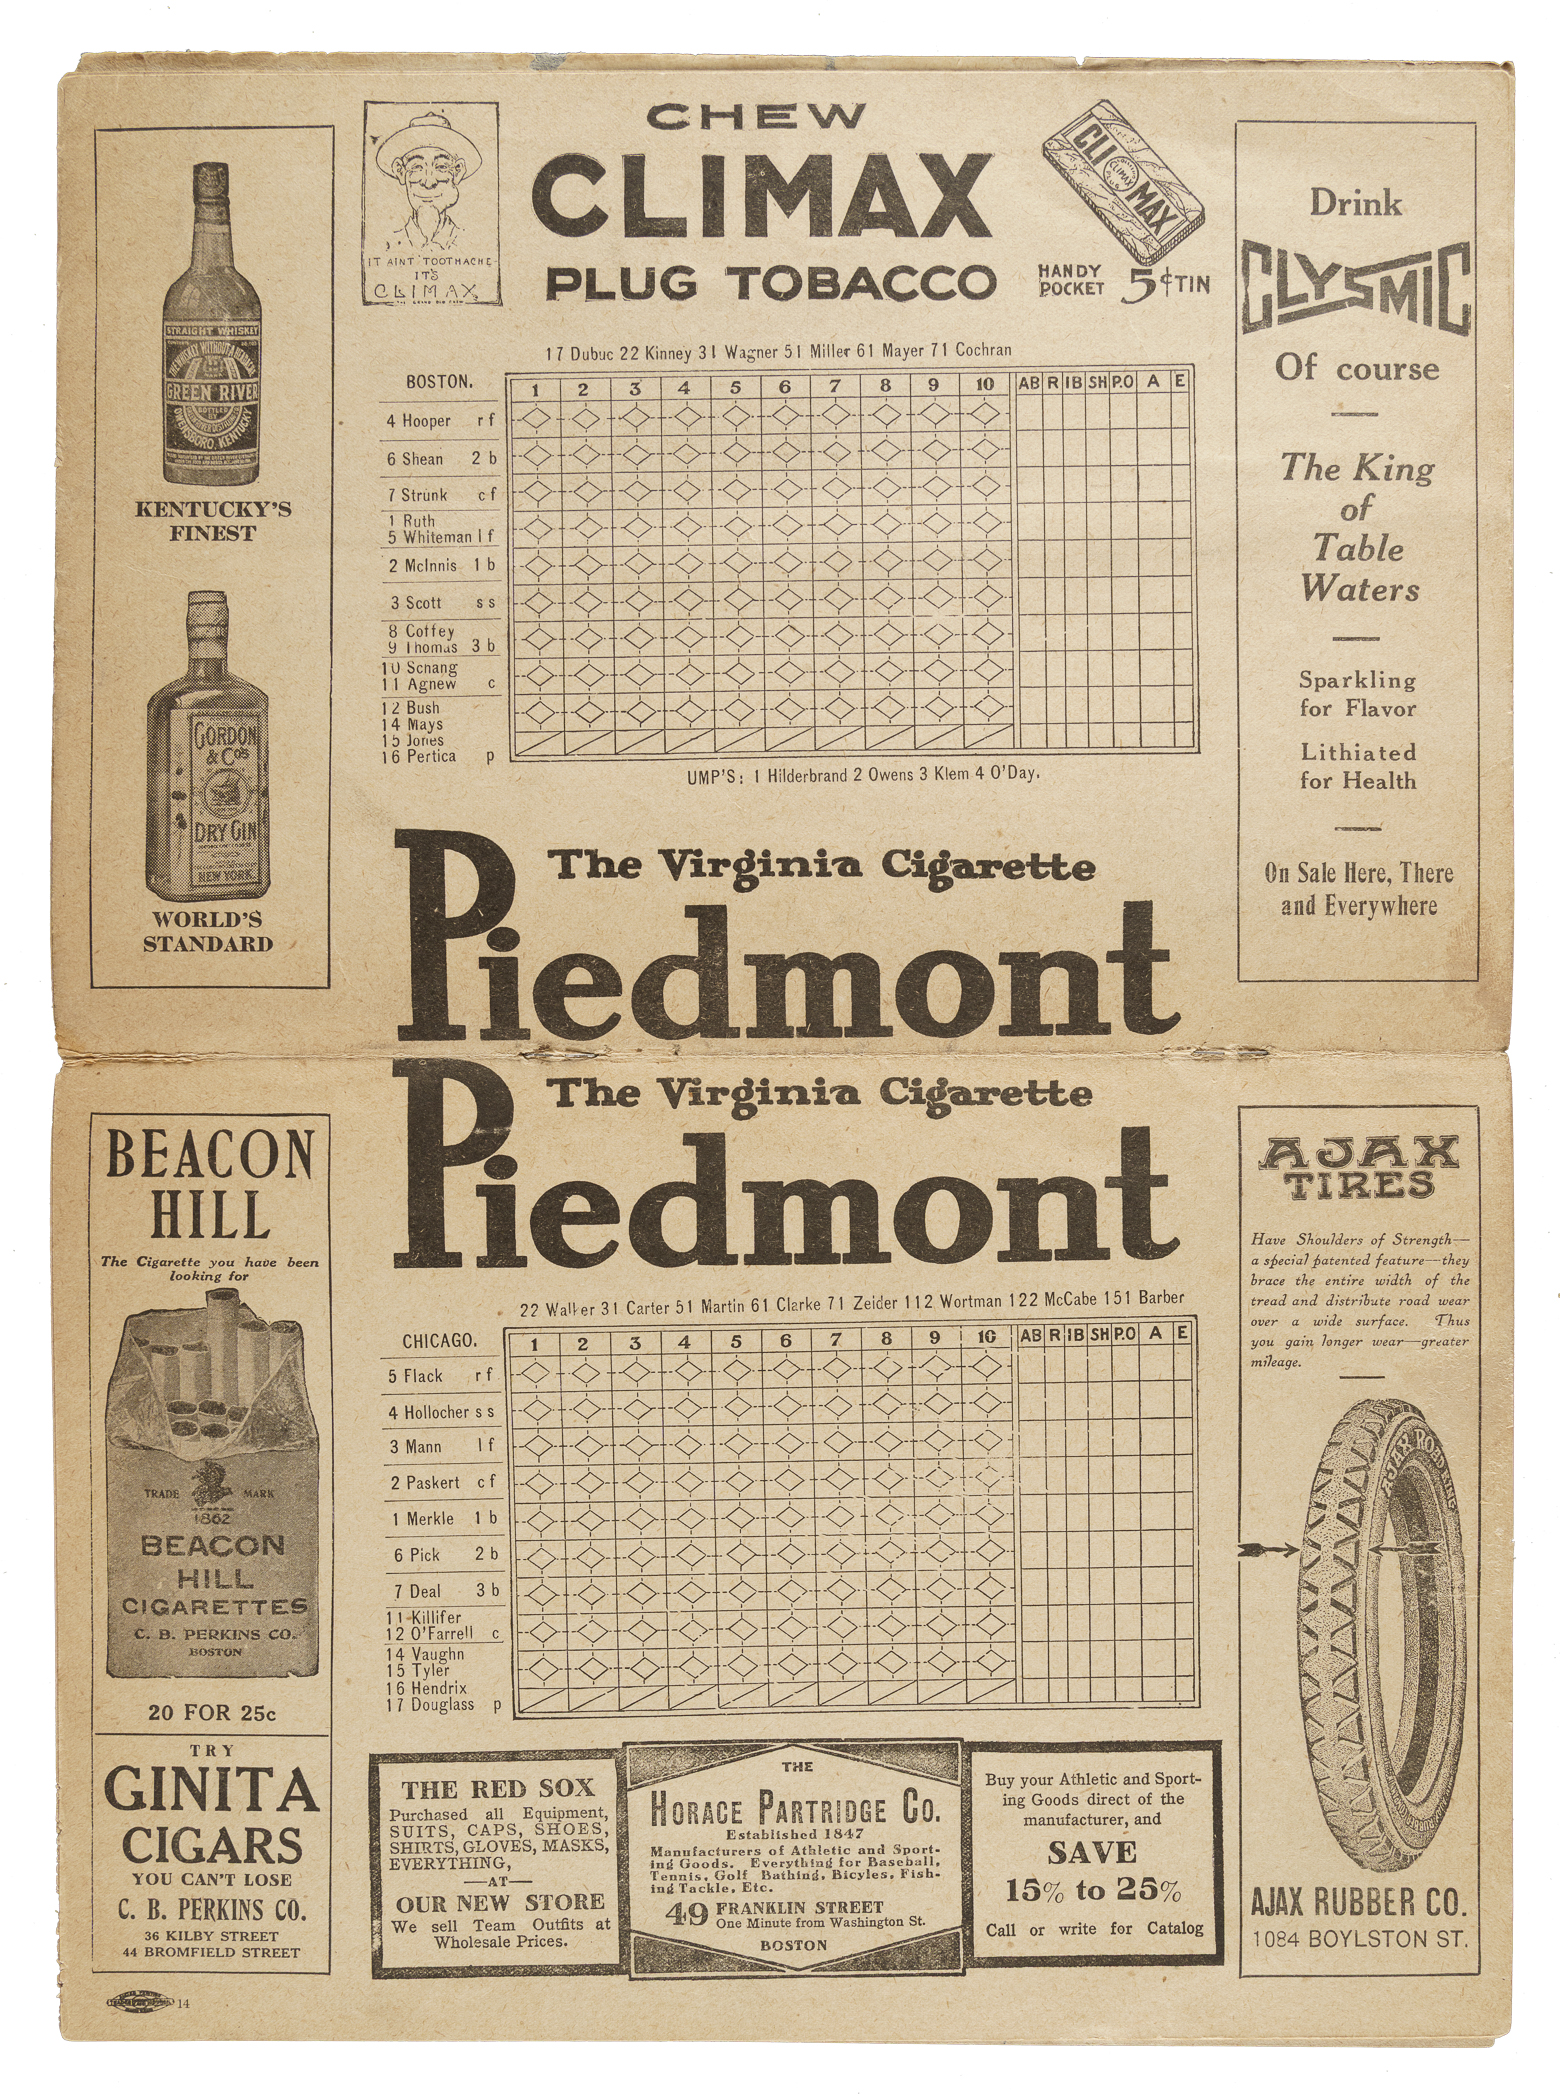 STRAIGHT WHISKEY
THE WHISKEY WITHOUT A HEADACHE
GREEN RIVER
BOTTLED BY
OWENSBORO, KENTUCKY
KENTUCKY'S
FINEST
GORDON
& Co's
DRY GIN
NEW YORK
WORLD'S
STANDARD
IT AINT TOOTHACHE-
IT'S
CLIMAX
CHEW
CLIMAX
PLUG TOBACCO
CLIMAX
CLIMAX
HANDY
POCKET 5¢ TIN
Drink
CLYSMIC
Of course
The King
of
Table
Waters
Sparkling
for Flavor
Lithiated
for Health
On Sale Here, There
and Everywhere
17 Dubuc 22 Kinney 31 Wagner 51 Miller 61 Mayer 71 Cochran
BOSTON. 1 2 3 4 5 6 7 8 9 10 AB R IB SH P.O A E
4 Hooper r f
6 Shean 2 b
7 Strunk c f
1 Ruth
5 Whiteman l f
2 McInnis 1 b
3 Scott s s
8 Coffey
9 Thomas 3 b
10 Schang
11 Agnew c
12 Bush
14 Mays
15 Jones
16 Pertica p
UMP'S: 1 Hilderbrand 2 Owens 3 Klem 4 O'Day.
The Virginia Cigarette
Piedmont
The Virginia Cigarette
Piedmont
BEACON
HILL
The Cigarette you have been
looking for
TRADE MARK
1862
BEACON
HILL
CIGARETTES
C. B. PERKINS CO.
BOSTON
20 FOR 25c
TRY
GINITA
CIGARS
YOU CAN'T LOSE
C. B. PERKINS CO.
36 KILBY STREET
44 BROMFIELD STREET
14
22 Walker 31 Carter 51 Martin 61 Clarke 71 Zeider 112 Wortman 122 McCabe 151 Barber
CHICAGO. 1 2 3 4 5 6 7 8 9 10 AB R IB SH P.O A E
5 Flack r f
4 Hollocher s s
3 Mann l f
2 Paskert c f
1 Merkle 1 b
6 Pick 2 b
7 Deal 3 b
11 Killifer
12 O'Farrell c
14 Vaughn
15 Tyler
16 Hendrix
17 Douglass p
THE RED SOX
Purchased all Equipment,
SUITS, CAPS, SHOES,
SHIRTS, GLOVES, MASKS,
EVERYTHING,
—AT—
OUR NEW STORE
We sell Team Outfits at
Wholesale Prices.
THE
HORACE PARTRIDGE CO.
Established 1847
Manufacturers of Athletic and Sport-
ing Goods. Everything for Baseball,
Tennis, Golf Bathing, Bicyles, Fish-
ing Tackle, Etc.
49 FRANKLIN STREET
One Minute from Washington St.
BOSTON
Buy your Athletic and Sport-
ing Goods direct of the
manufacturer, and
SAVE
15% to 25%
Call or write for Catalog
AJAX
TIRES
Have Shoulders of Strength—
a special patented feature—they
brace the entire width of the
tread and distribute road wear
over a wide surface. Thus
you gain longer wear—greater
mileage.
AJAX ROAD KING
AJAX RUBBER CO.
1084 BOYLSTON ST.